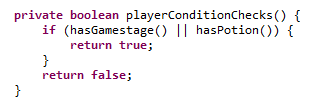 private boolean playerConditionChecks() {
    if (hasGamestage() || hasPotion()) {
        return true;
    }
    return false;
}